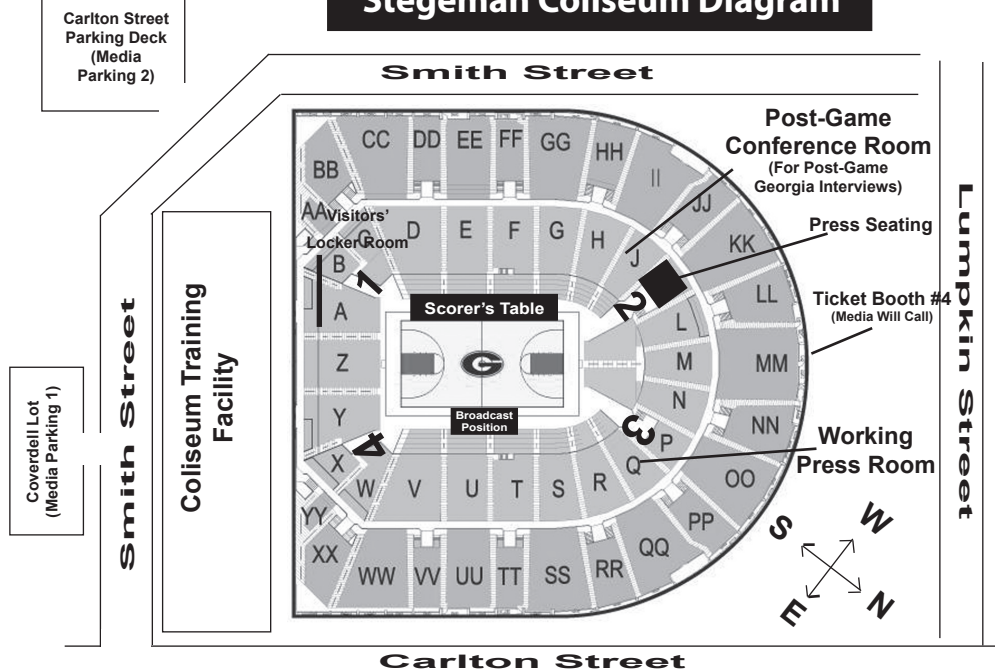 Stegeman Coliseum Diagram
Carlton Street
Parking Deck
(Media
Parking 2)
Smith Street
Post-Game
Conference Room
(For Post-Game
Georgia Interviews)
Press Seating
Ticket Booth #4
(Media Will Call)
Lumpkin Street
Working
Press Room
S W
E N
Carlton Street
Smith Street
Coverdell Lot
(Media Parking 1)
Coliseum Training
Facility
Visitors'
Locker Room
Scorer's Table
G
Broadcast
Position
1
2
3
4
CC DD EE FF GG HH II JJ KK LL MM NN OO PP QQ RR SS TT UU VV WW XX YY AA BB
A B C D E F G H J L M N P Q R S T U V W X Y Z